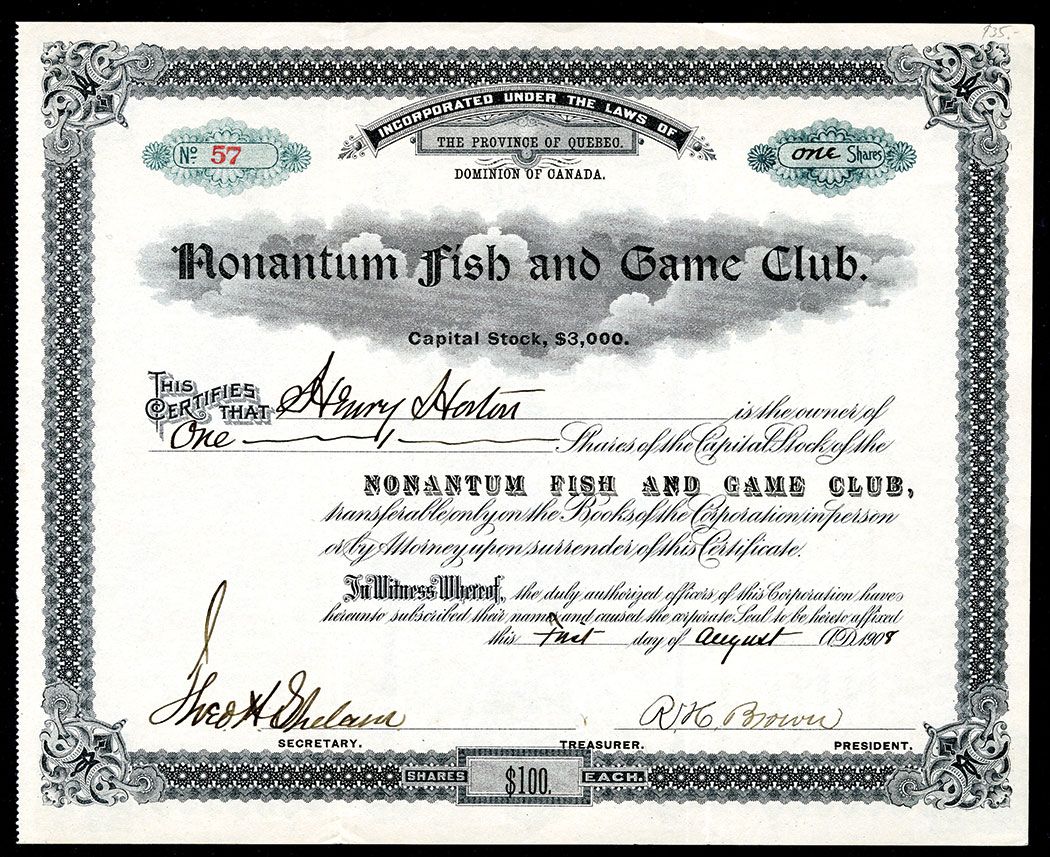 $35.-
INCORPORATED UNDER THE LAWS OF
THE PROVINCE OF QUEBEC.
DOMINION OF CANADA.
No. 57
one Shares
Nonantum Fish and Game Club.
Capital Stock, $3,000.
THIS CERTIFIES THAT Henry Horton is the owner of
One Shares of the Capital Stock of the
NONANTUM FISH AND GAME CLUB,
transferable only on the Books of the Corporation in person
or by Attorney upon surrender of this Certificate.
In Witness Whereof, the duly authorized officers of this Corporation have
hereunto subscribed their names and caused the corporate Seal to be hereto affixed
this First day of August A.D. 1908
Theo H R. H. Brown
SECRETARY. TREASURER. PRESIDENT.
SHARES $100. EACH.